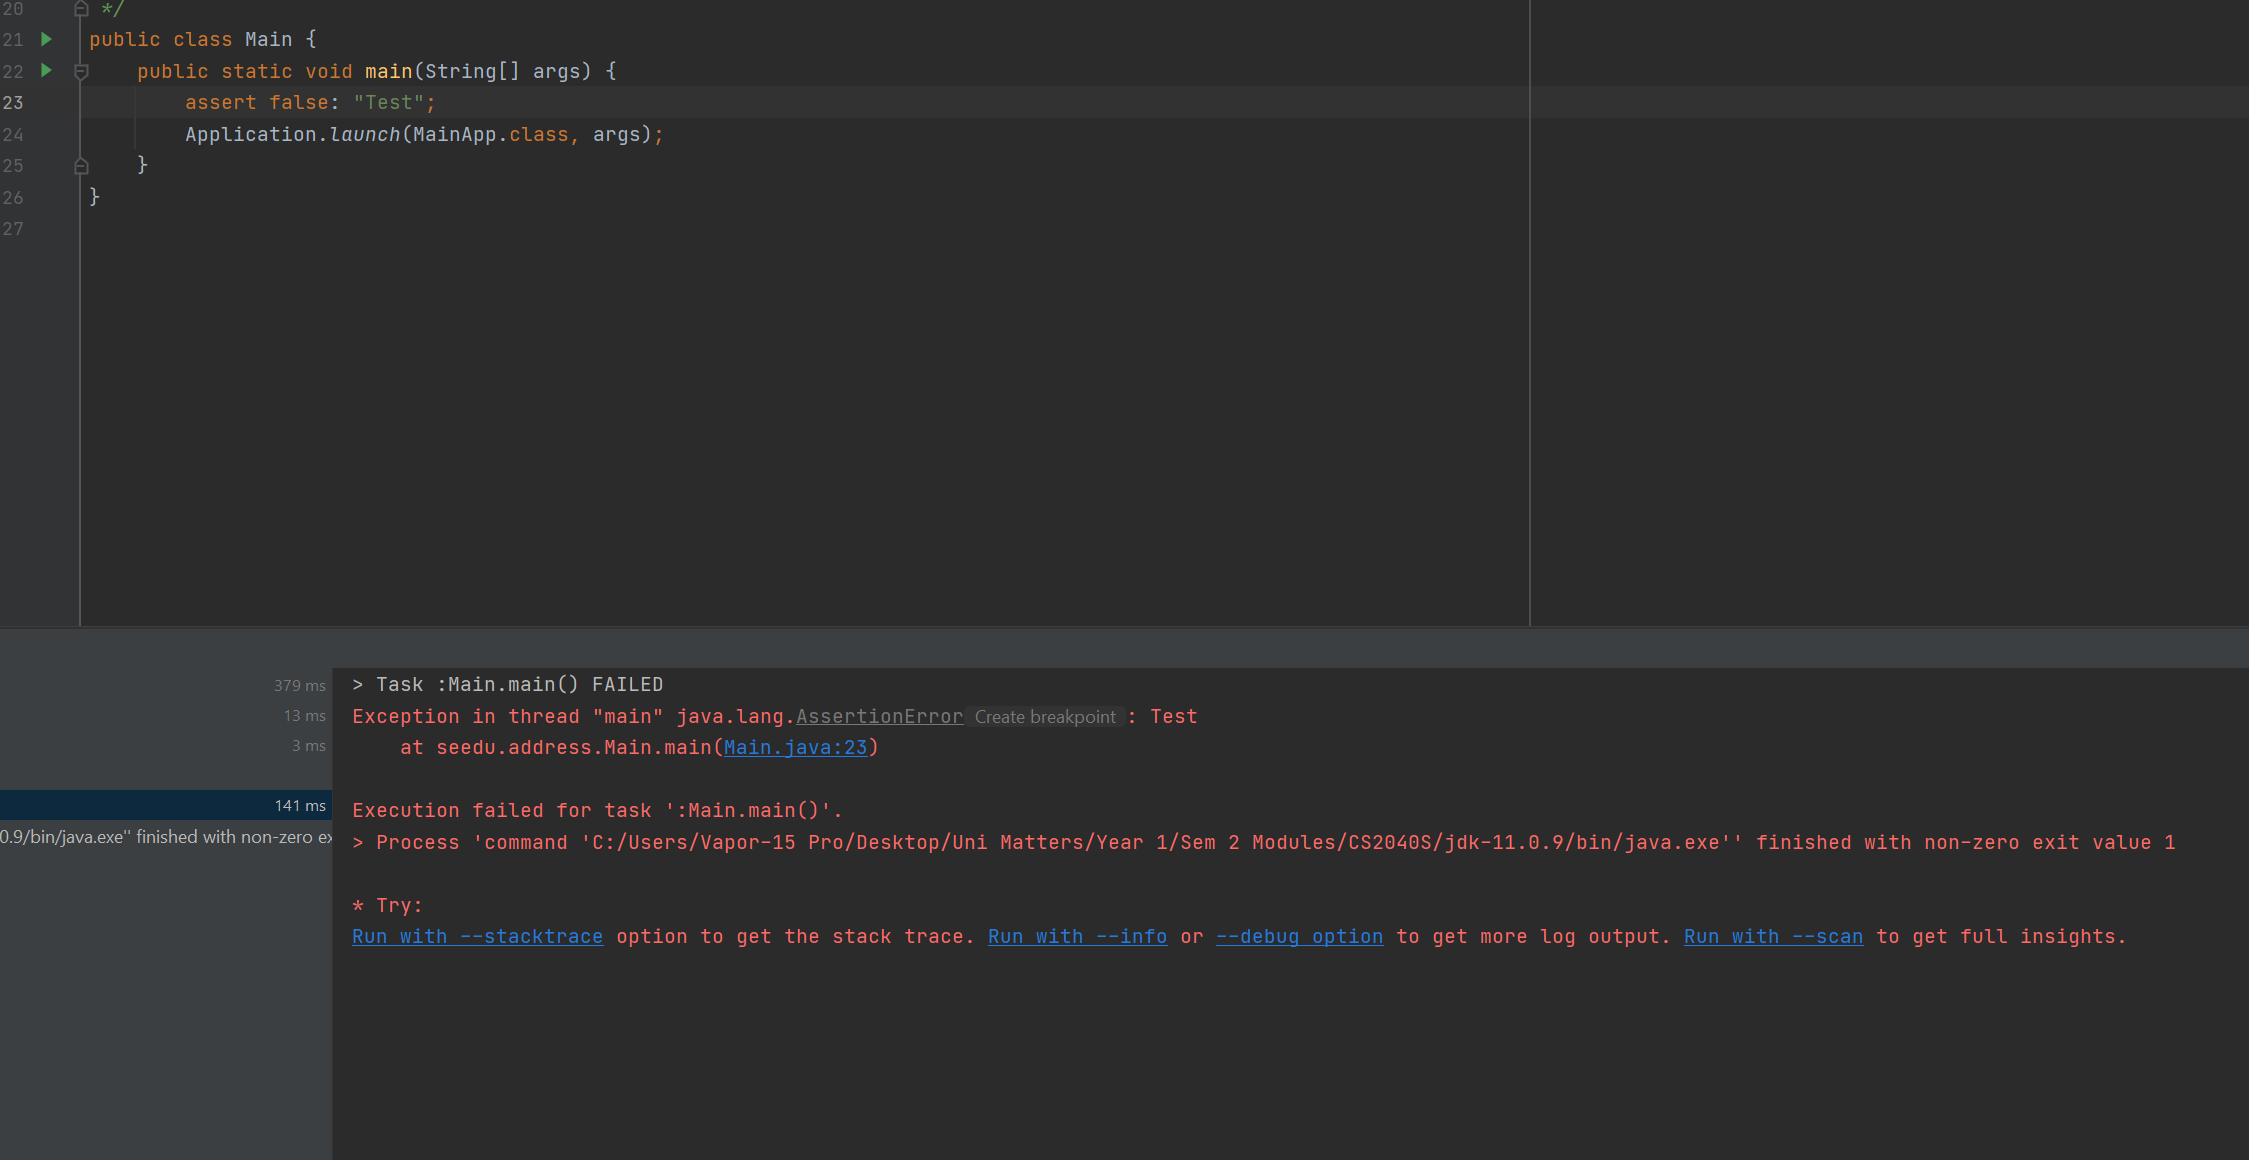 20 */
21 public class Main {
22 public static void main(String[] args) {
23 assert false: "Test";
24 Application.launch(MainApp.class, args);
25 }
26 }
27
379 ms
13 ms
3 ms
141 ms
0.9/bin/java.exe'' finished with non-zero ex
> Task :Main.main() FAILED
Exception in thread "main" java.lang.AssertionError Create breakpoint : Test
at seedu.address.Main.main(Main.java:23)
Execution failed for task ':Main.main()'.
> Process 'command 'C:/Users/Vapor-15 Pro/Desktop/Uni Matters/Year 1/Sem 2 Modules/CS2040S/jdk-11.0.9/bin/java.exe'' finished with non-zero exit value 1
* Try:
Run with --stacktrace option to get the stack trace. Run with --info or --debug option to get more log output. Run with --scan to get full insights.